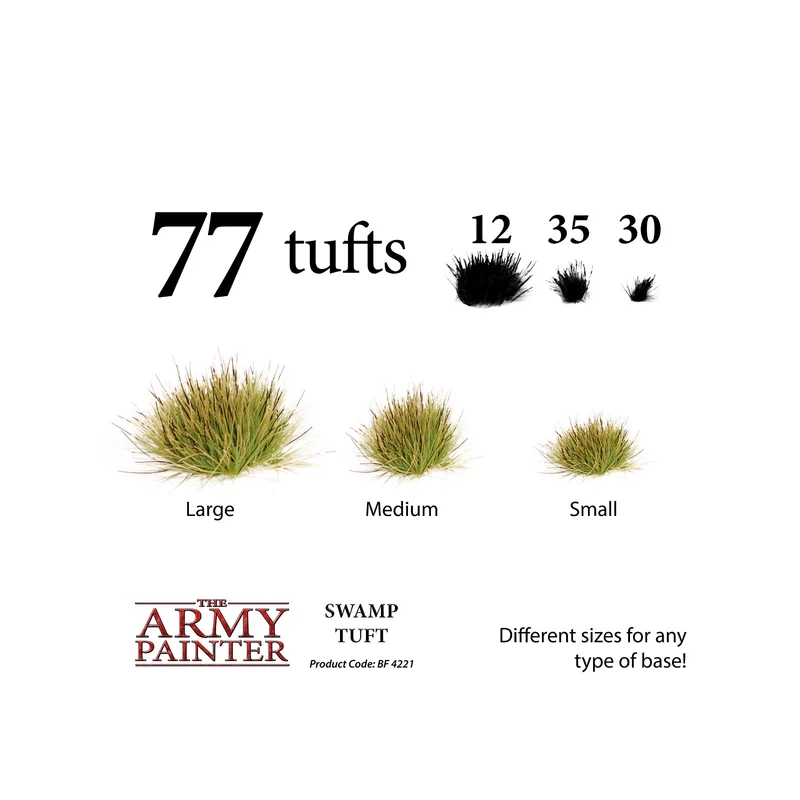 77 tufts
12 35 30
Large Medium Small
THE
ARMY
PAINTER
SWAMP
TUFT
Product Code: BF 4221
Different sizes for any
type of base!